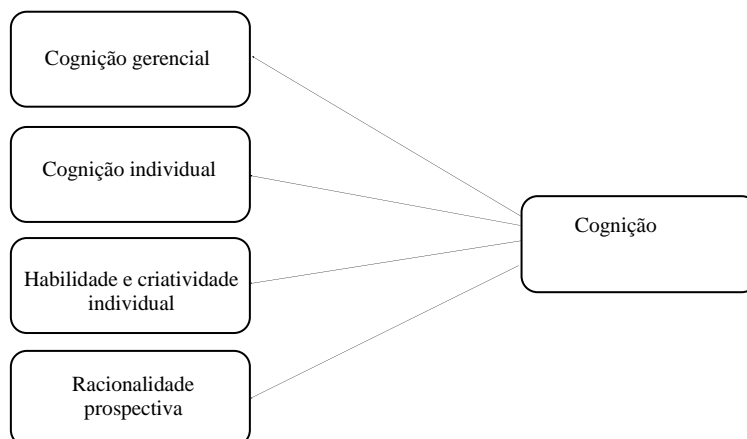 Cognição gerencial
Cognição individual
Habilidade e criatividade
individual
Racionalidade
prospectiva
Cognição